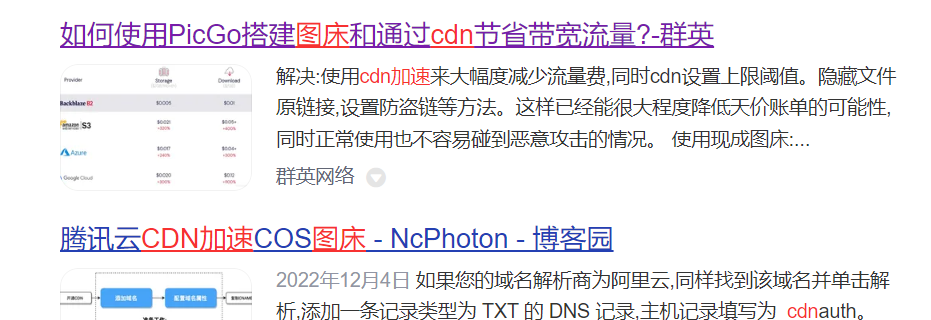 如何使用PicGo搭建图床和通过cdn节省带宽流量?-群英
Provider Storage Download
Backblaze B2 $0.005 $0.01
S3 $0.021 $0.05+
Azure
Google Cloud $0.020 $0.12
解决:使用cdn加速来大幅度减少流量费,同时cdn设置上限阈值。隐藏文件
原链接,设置防盗链等方法。这样已经能很大程度降低天价账单的可能性,
同时正常使用也不容易碰到恶意攻击的情况。 使用现成图床:...
群英网络
腾讯云CDN加速COS图床 - NcPhoton - 博客园
添加域名 配置域名属性
2022年12月4日 如果您的域名解析商为阿里云,同样找到该域名并单击解
析,添加一条记录类型为 TXT 的 DNS 记录,主机记录填写为 cdnauth。